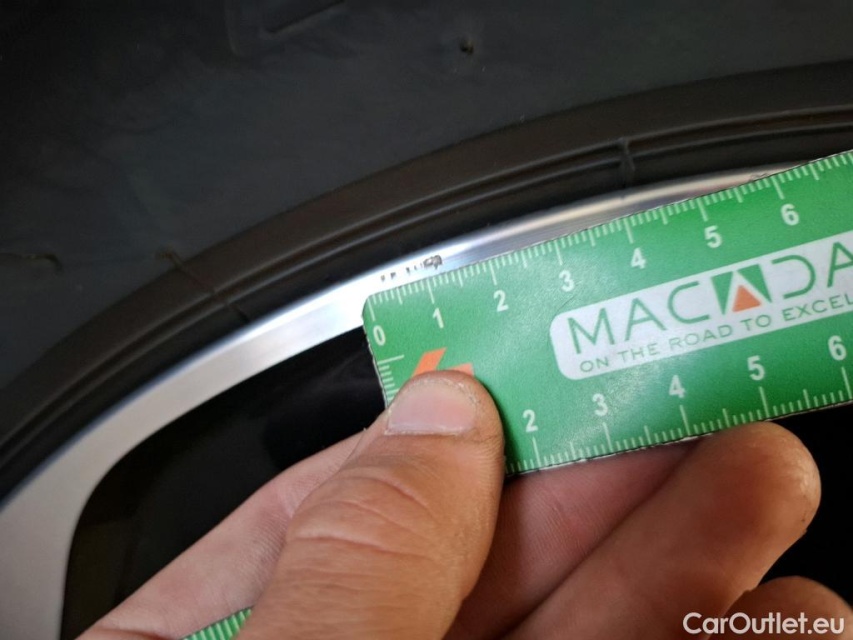 0 1 2 3 4 5 6
MACADA
ON THE ROAD TO EXCEL
2 3 4 5 6
CarOutlet.eu